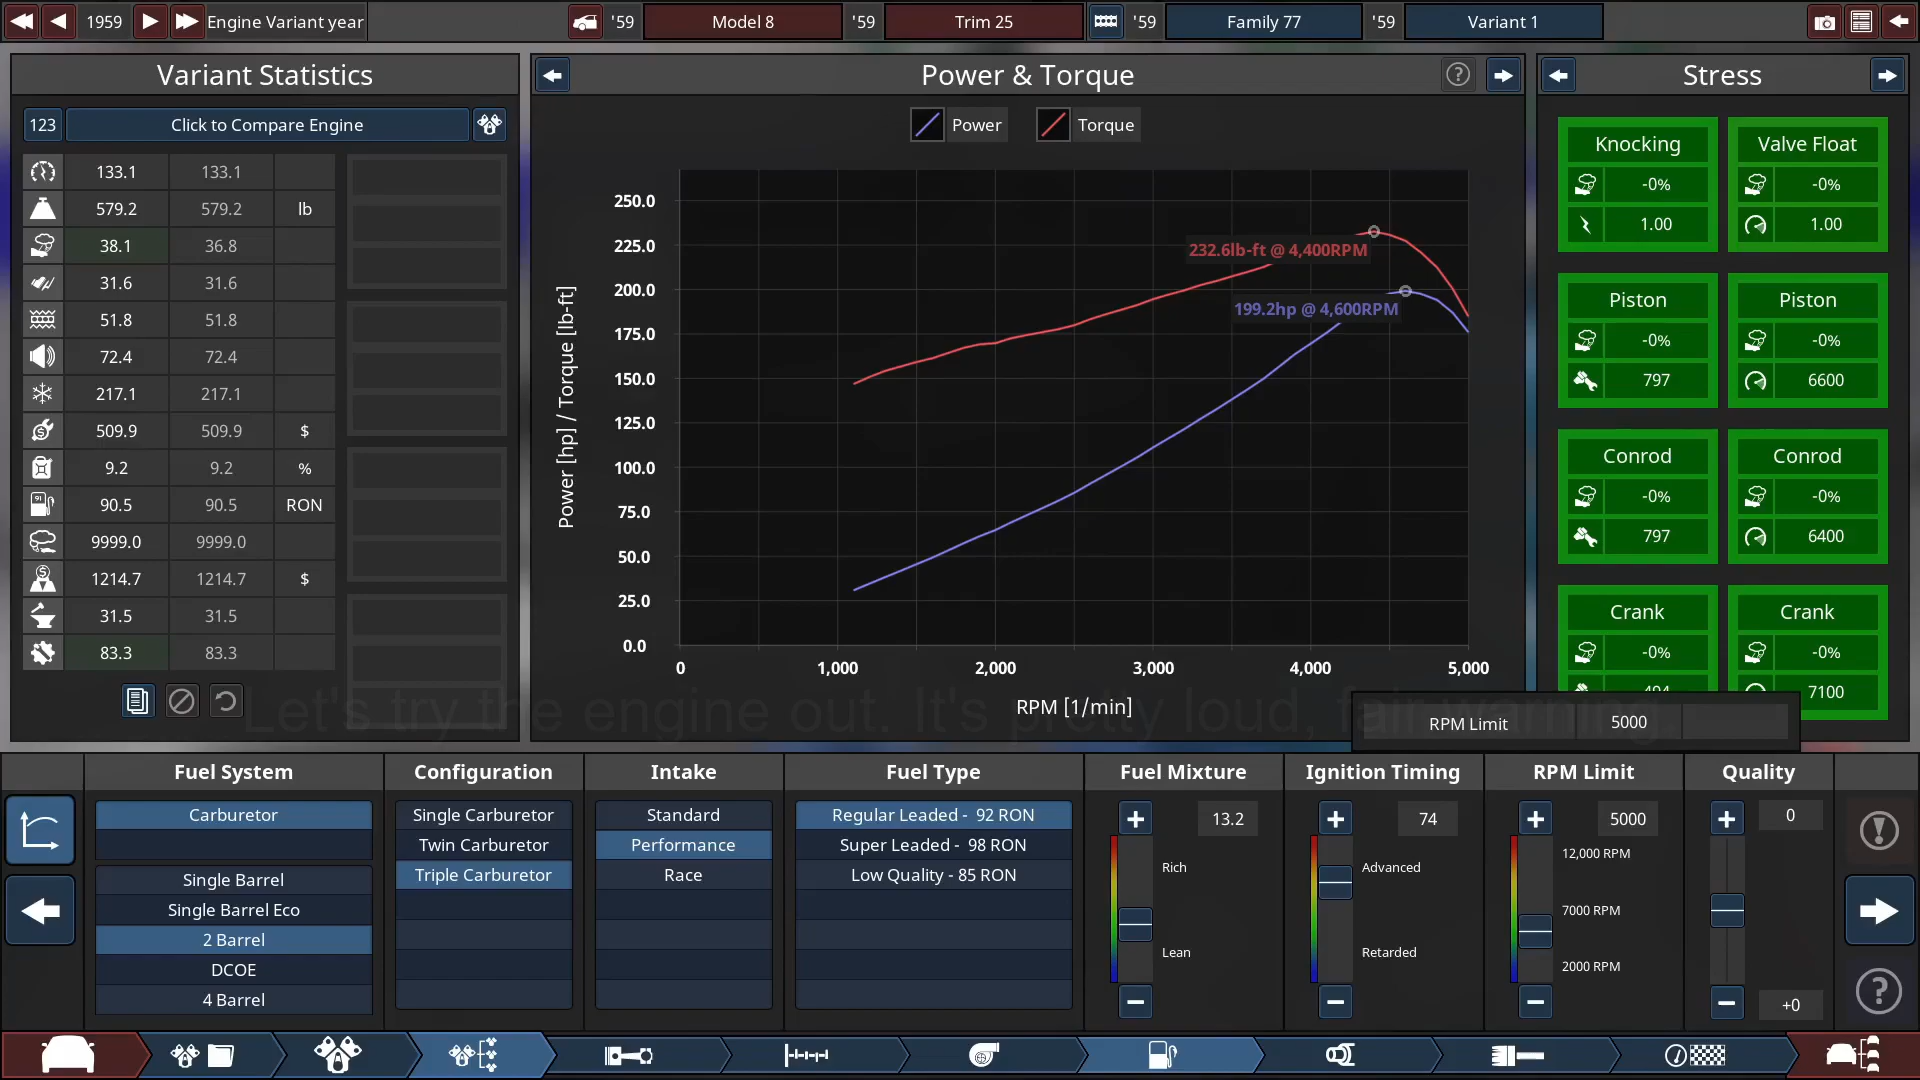 1959
Engine Variant year
'59
Model 8
'59
Trim 25
'59
Family 77
'59
Variant 1
Variant Statistics
123
Click to Compare Engine
133.1 133.1
579.2 579.2 lb
38.1 36.8
31.6 31.6
51.8 51.8
72.4 72.4
217.1 217.1
509.9 509.9 $
9.2 9.2 %
91
90.5 90.5 RON
9999.0 9999.0
1214.7 1214.7 $
31.5 31.5
83.3 83.3
Power & Torque
?
Power
Torque
Power [hp] / Torque [lb-ft]
250.0
225.0
200.0
175.0
150.0
125.0
100.0
75.0
50.0
25.0
0.0
232.6lb-ft @ 4,400RPM
199.2hp @ 4,600RPM
0 1,000 2,000 3,000 4,000 5,000
RPM [1/min]
Stress
Knocking
-0%
1.00
Valve Float
-0%
1.00
Piston
-0%
797
Piston
-0%
6600
Conrod
-0%
797
Conrod
-0%
6400
Crank
-0%
Crank
-0%
7100
Let's try the engine out. It's pretty loud, fair warning.
RPM Limit 5000
Fuel System
Carburetor
Single Barrel
Single Barrel Eco
2 Barrel
DCOE
4 Barrel
Configuration
Single Carburetor
Twin Carburetor
Triple Carburetor
Intake
Standard
Performance
Race
Fuel Type
Regular Leaded - 92 RON
Super Leaded - 98 RON
Low Quality - 85 RON
Fuel Mixture
+
13.2
Rich
Lean
−
Ignition Timing
+
74
Advanced
Retarded
−
RPM Limit
+
5000
12,000 RPM
7000 RPM
2000 RPM
−
Quality
+
0
−
+0
?